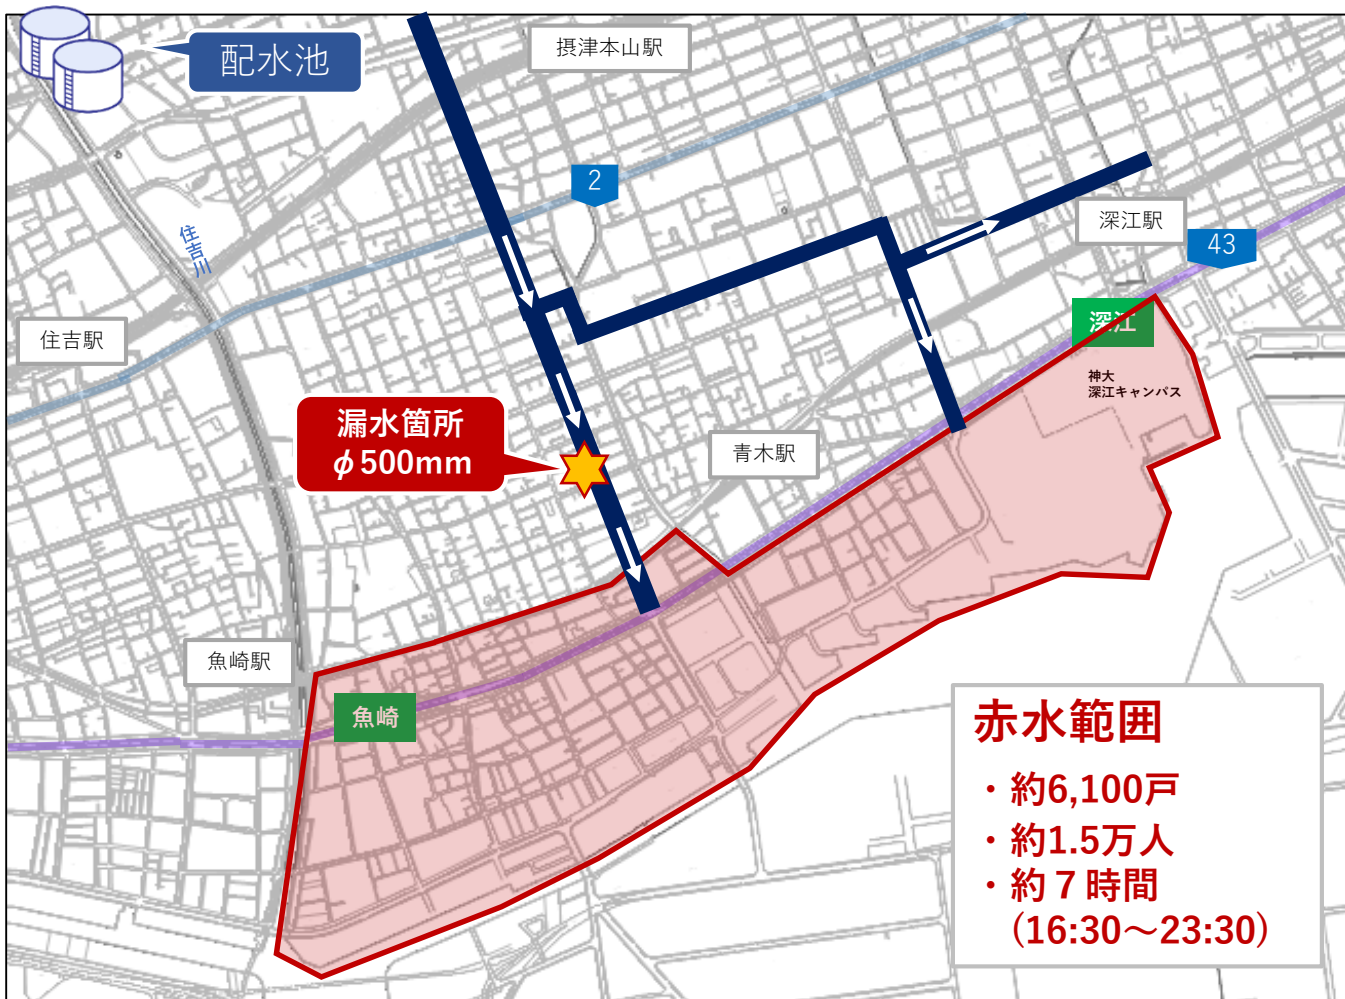 配水池
摂津本山駅
2
住吉川
深江駅
43
住吉駅
深江
神大
深江キャンパス
漏水箇所
φ500mm
青木駅
魚崎駅
魚崎
赤水範囲
・約6,100戸
・約1.5万人
・約７時間
(16:30～23:30)